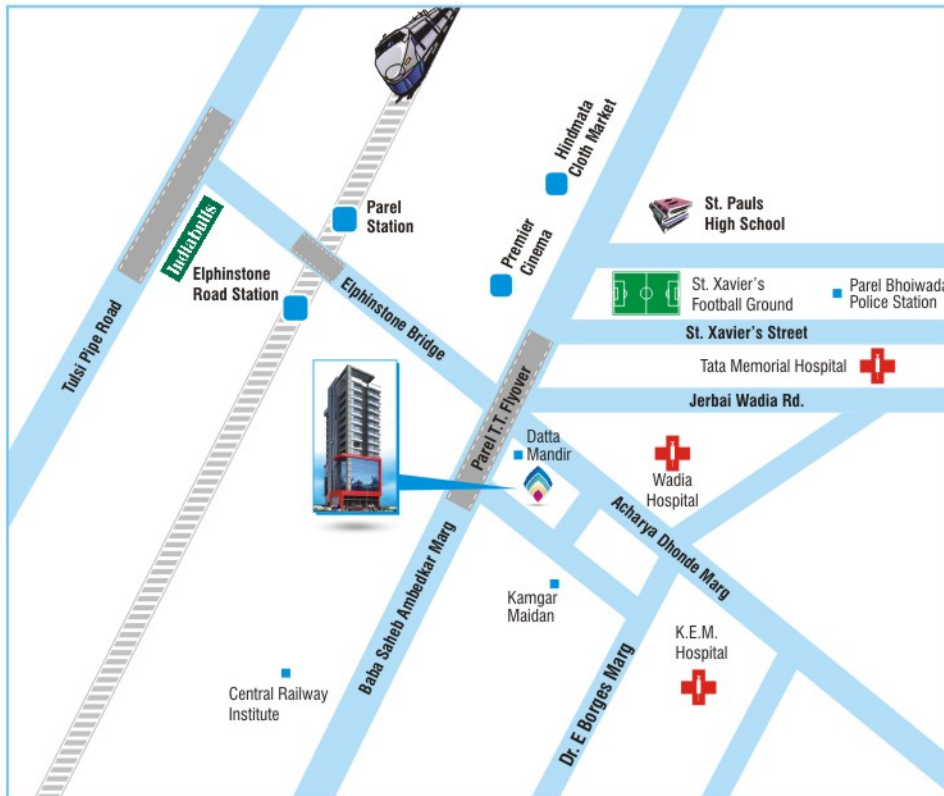 Hindmata
Cloth Market
St. Pauls
High School
Parel
Station
Indiabulls
Premier
Cinema
Elphinstone
Road Station
St. Xavier's
Football Ground
Parel Bhoiwada
Police Station
Elphinstone Bridge
St. Xavier's Street
Tulsi Pipe Road
Tata Memorial Hospital
Jerbai Wadia Rd.
Parel T.T. Flyover
Datta
Mandir
Wadia
Hospital
Acharya Dhonde Marg
Baba Saheb Ambedkar Marg
Kamgar
Maidan
K.E.M.
Hospital
Central Railway
Institute
Dr. E Borges Marg